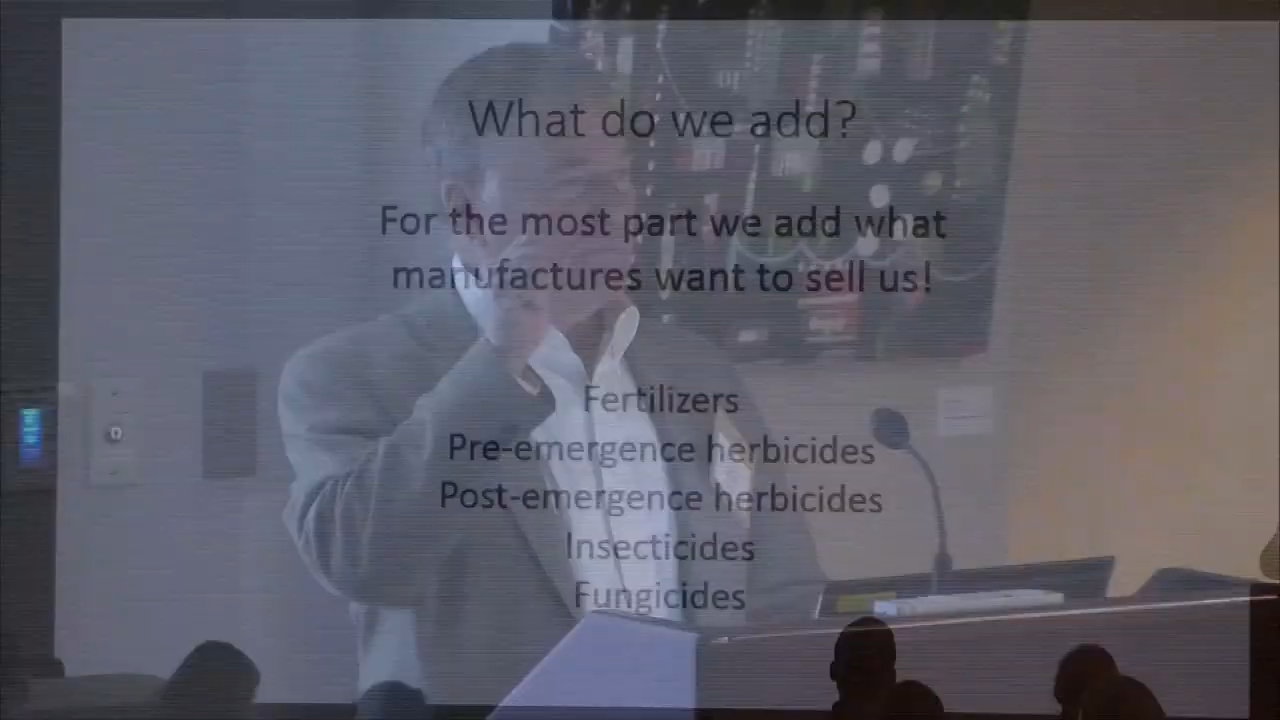 What do we add?
For the most part we add what
manufactures want to sell us!
Fertilizers
Pre-emergence herbicides
Post-emergence herbicides
Insecticides
Fungicides